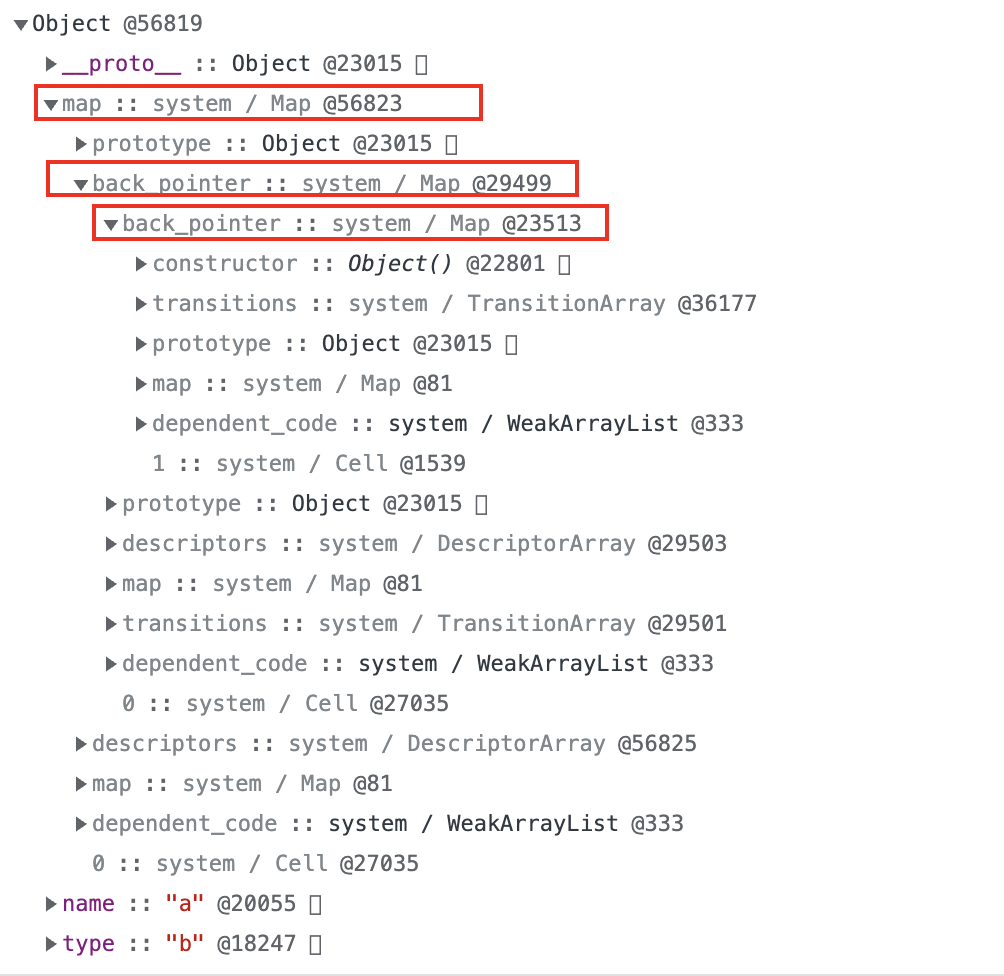 Object @56819
__proto__ :: Object @23015 ▯
map :: system / Map @56823
prototype :: Object @23015 ▯
back_pointer :: system / Map @29499
back_pointer :: system / Map @23513
constructor :: Object() @22801 ▯
transitions :: system / TransitionArray @36177
prototype :: Object @23015 ▯
map :: system / Map @81
dependent_code :: system / WeakArrayList @333
1 :: system / Cell @1539
prototype :: Object @23015 ▯
descriptors :: system / DescriptorArray @29503
map :: system / Map @81
transitions :: system / TransitionArray @29501
dependent_code :: system / WeakArrayList @333
0 :: system / Cell @27035
descriptors :: system / DescriptorArray @56825
map :: system / Map @81
dependent_code :: system / WeakArrayList @333
0 :: system / Cell @27035
name :: "a" @20055 ▯
type :: "b" @18247 ▯